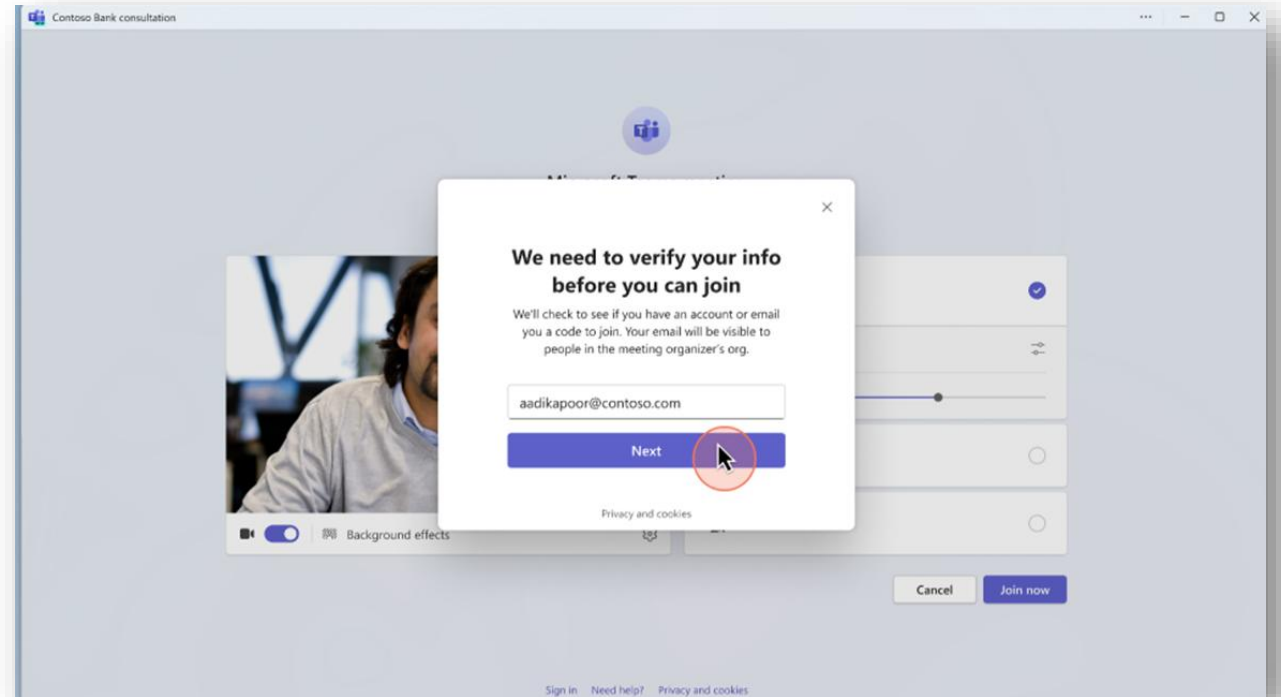 Contoso Bank consultation
We need to verify your info
before you can join
We'll check to see if you have an account or email
you a code to join. Your email will be visible to
people in the meeting organizer's org.
aadikapoor@contoso.com
Next
Privacy and cookies
Background effects
Cancel
Join now
Sign in Need help? Privacy and cookies